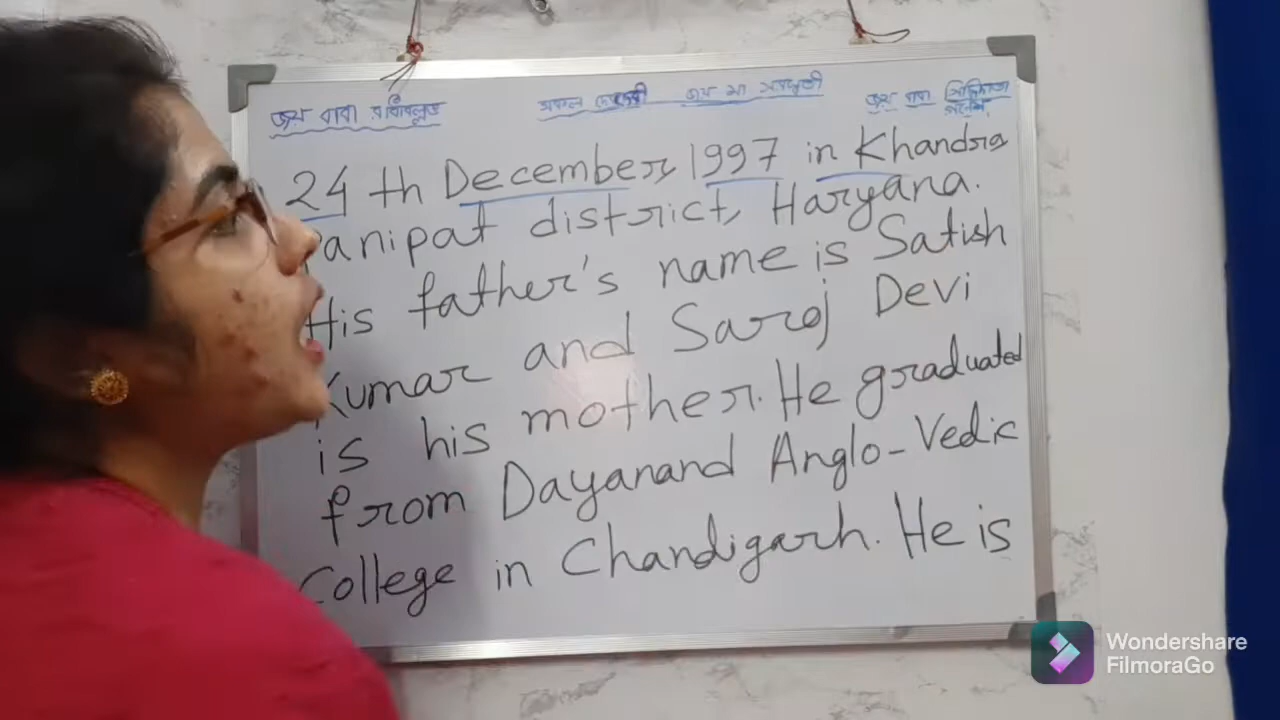 জয় বাবা
সকল দেবদেবী জয় মা সরস্বতী
জয় বাবা
24 th December, 1997 in Khandra
Panipat district, Haryana.
His father's name is Satish
Kumar and Saroj Devi
is his mother. He graduated
from Dayanand Anglo-Vedic
College in Chandigarh. He is
Wondershare
FilmoraGo